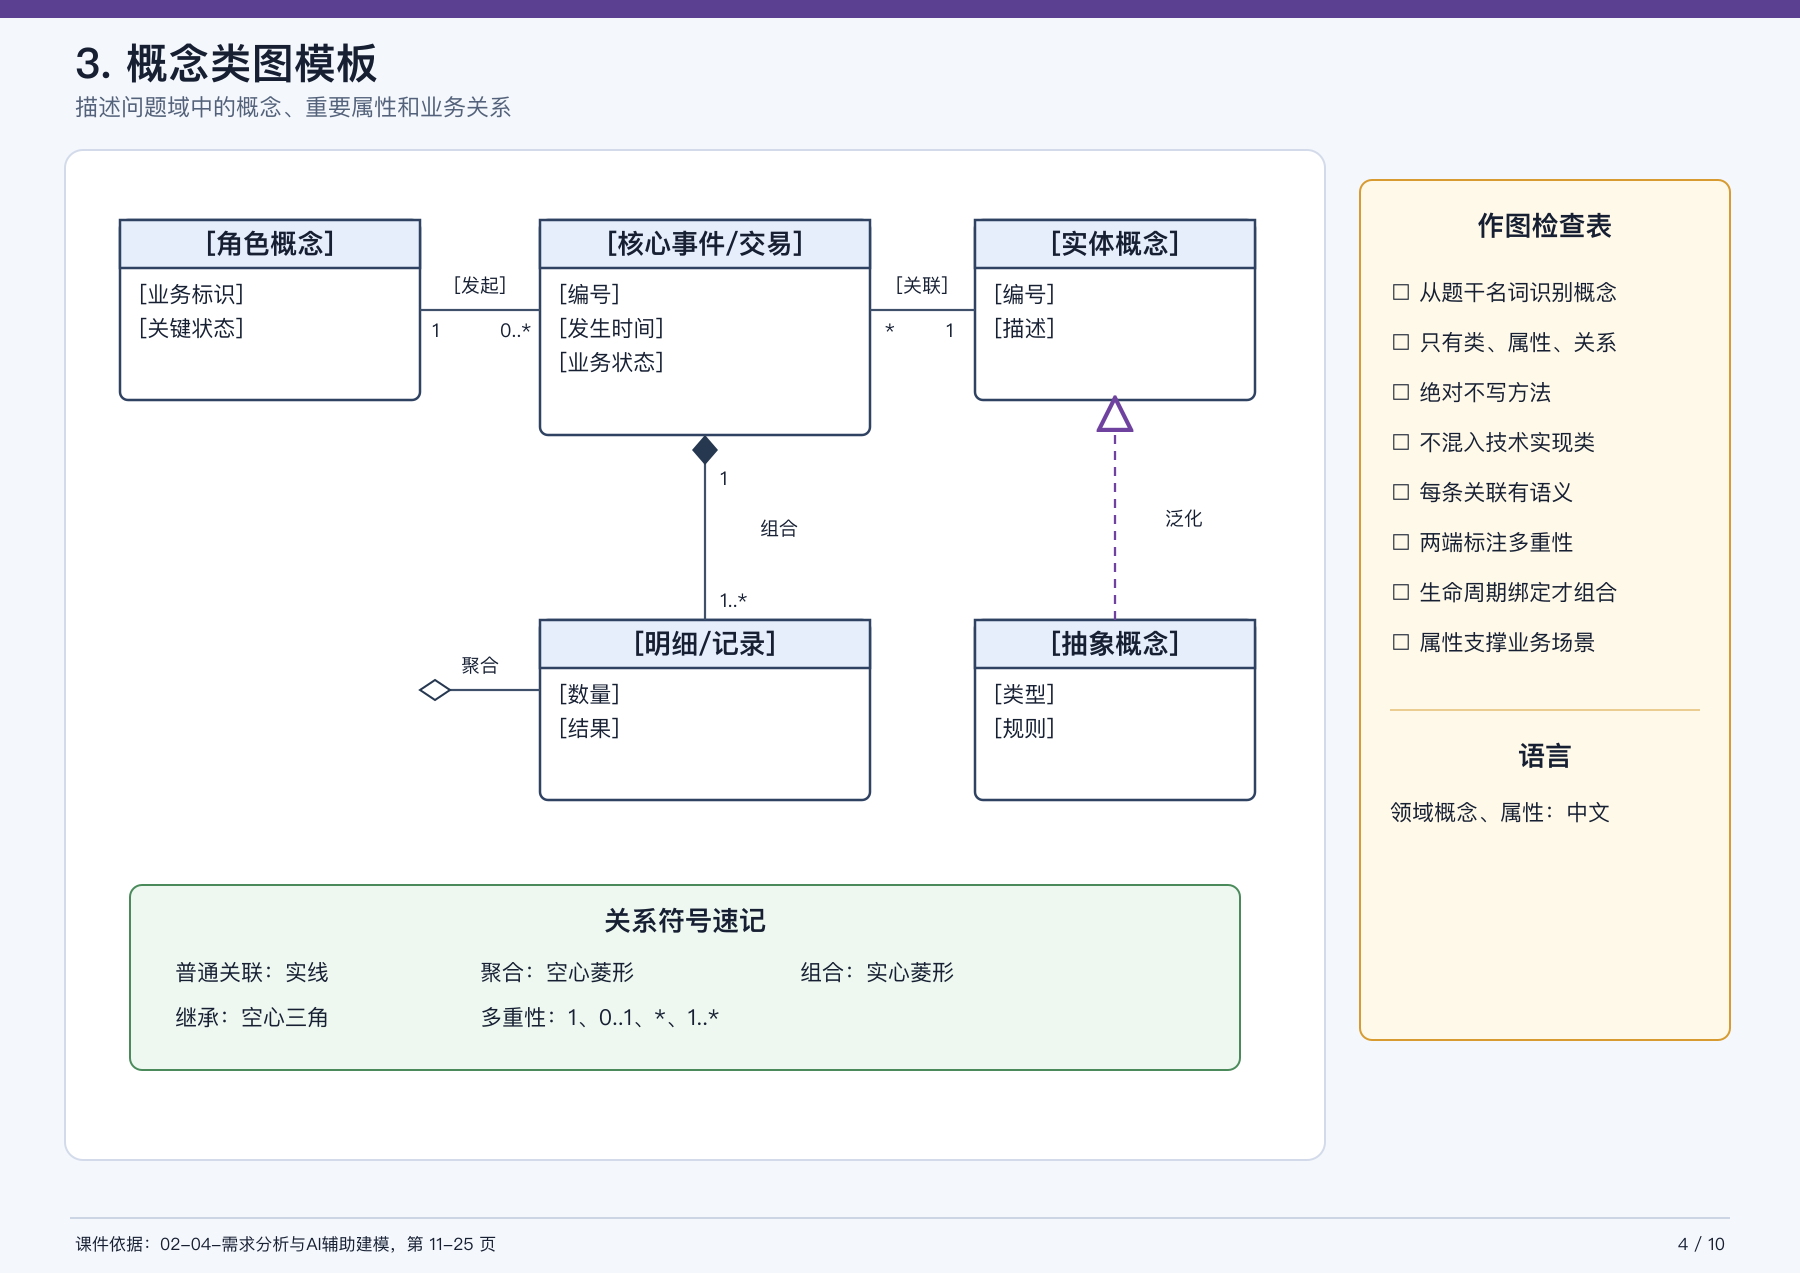 3. 概念类图模板
描述问题域中的概念、重要属性和业务关系
[角色概念]
[业务标识]
[关键状态]
[发起]
1
0..*
[核心事件/交易]
[编号]
[发生时间]
[业务状态]
[关联]
*
1
[实体概念]
[编号]
[描述]
1
组合
1..*
泛化
聚合
[明细/记录]
[数量]
[结果]
[抽象概念]
[类型]
[规则]
关系符号速记
普通关联：实线
聚合：空心菱形
组合：实心菱形
继承：空心三角
多重性：1、0..1、*、1..*
作图检查表
☐ 从题干名词识别概念
☐ 只有类、属性、关系
☐ 绝对不写方法
☐ 不混入技术实现类
☐ 每条关联有语义
☐ 两端标注多重性
☐ 生命周期绑定才组合
☐ 属性支撑业务场景
语言
领域概念、属性：中文
课件依据：02-04-需求分析与AI辅助建模，第 11-25 页
4 / 10